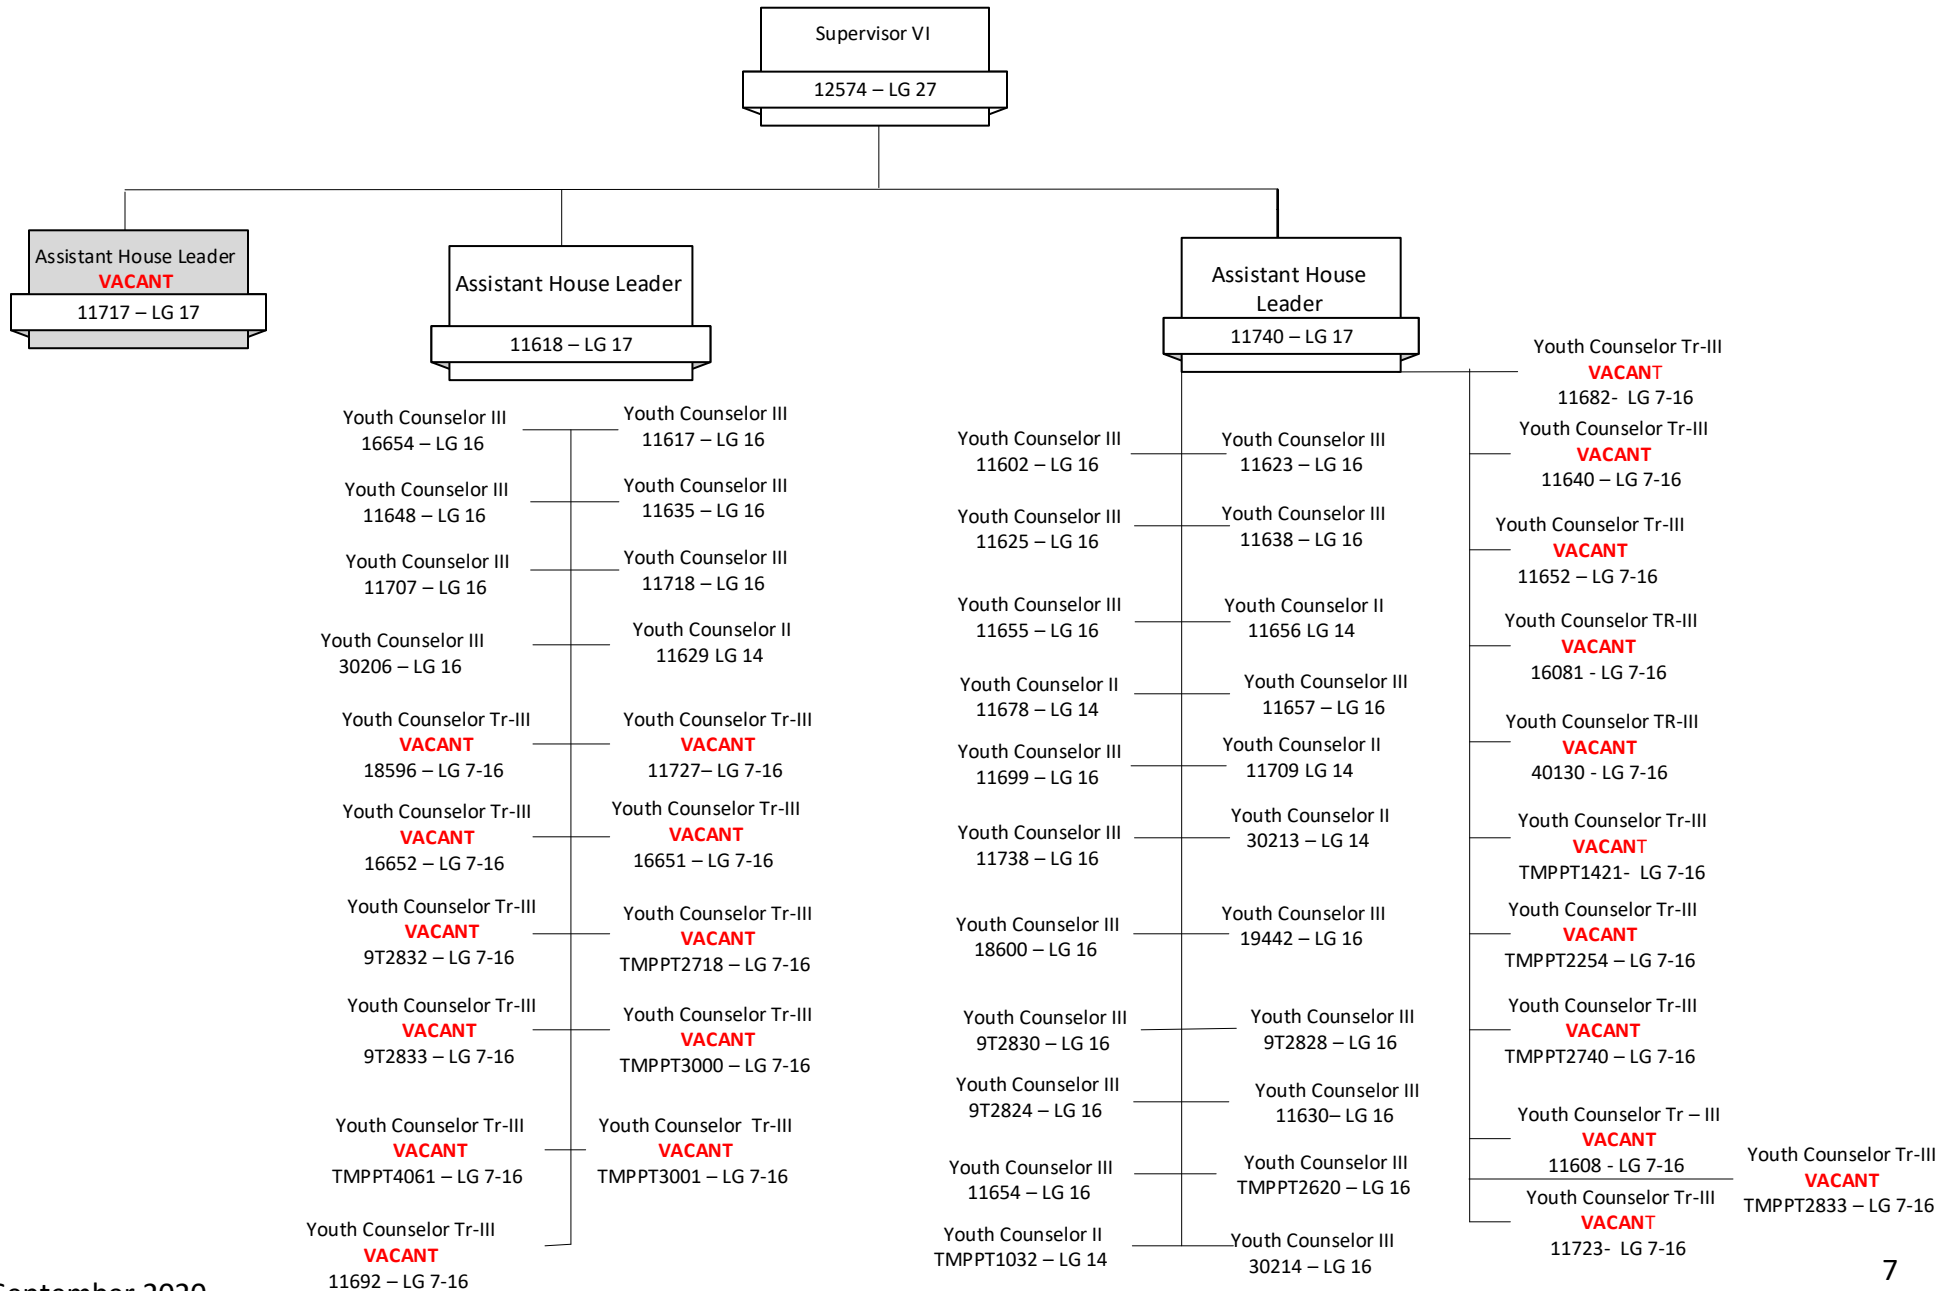 Supervisor VI
12574 – LG 27
Assistant House Leader
VACANT
11717 – LG 17
Assistant House Leader
11618 – LG 17
Assistant House
Leader
11740 – LG 17
Youth Counselor III
16654 – LG 16
Youth Counselor III
11617 – LG 16
Youth Counselor III
11648 – LG 16
Youth Counselor III
11635 – LG 16
Youth Counselor III
11707 – LG 16
Youth Counselor III
11718 – LG 16
Youth Counselor III
30206 – LG 16
Youth Counselor II
11629 LG 14
Youth Counselor Tr-III
VACANT
18596 – LG 7-16
Youth Counselor Tr-III
VACANT
11727– LG 7-16
Youth Counselor Tr-III
VACANT
16652 – LG 7-16
Youth Counselor Tr-III
VACANT
16651 – LG 7-16
Youth Counselor Tr-III
VACANT
9T2832 – LG 7-16
Youth Counselor Tr-III
VACANT
TMPPT2718 – LG 7-16
Youth Counselor Tr-III
VACANT
9T2833 – LG 7-16
Youth Counselor Tr-III
VACANT
TMPPT3000 – LG 7-16
Youth Counselor Tr-III
VACANT
TMPPT4061 – LG 7-16
Youth Counselor Tr-III
VACANT
TMPPT3001 – LG 7-16
Youth Counselor Tr-III
VACANT
11692 – LG 7-16
Youth Counselor III
11602 – LG 16
Youth Counselor III
11623 – LG 16
Youth Counselor III
11625 – LG 16
Youth Counselor III
11638 – LG 16
Youth Counselor III
11655 – LG 16
Youth Counselor II
11656 LG 14
Youth Counselor II
11678 – LG 14
Youth Counselor III
11657 – LG 16
Youth Counselor III
11699 – LG 16
Youth Counselor II
11709 LG 14
Youth Counselor III
11738 – LG 16
Youth Counselor II
30213 – LG 14
Youth Counselor III
18600 – LG 16
Youth Counselor III
19442 – LG 16
Youth Counselor III
9T2830 – LG 16
Youth Counselor III
9T2828 – LG 16
Youth Counselor III
9T2824 – LG 16
Youth Counselor III
11630– LG 16
Youth Counselor III
11654 – LG 16
Youth Counselor III
TMPPT2620 – LG 16
Youth Counselor II
TMPPT1032 – LG 14
Youth Counselor III
30214 – LG 16
Youth Counselor Tr-III
VACANT
11682- LG 7-16
Youth Counselor Tr-III
VACANT
11640 – LG 7-16
Youth Counselor Tr-III
VACANT
11652 – LG 7-16
Youth Counselor TR-III
VACANT
16081 - LG 7-16
Youth Counselor TR-III
VACANT
40130 - LG 7-16
Youth Counselor Tr-III
VACANT
TMPPT1421- LG 7-16
Youth Counselor Tr-III
VACANT
TMPPT2254 – LG 7-16
Youth Counselor Tr-III
VACANT
TMPPT2740 – LG 7-16
Youth Counselor Tr – III
VACANT
11608 - LG 7-16
Youth Counselor Tr-III
VACANT
TMPPT2833 – LG 7-16
Youth Counselor Tr-III
VACANT
11723- LG 7-16
7